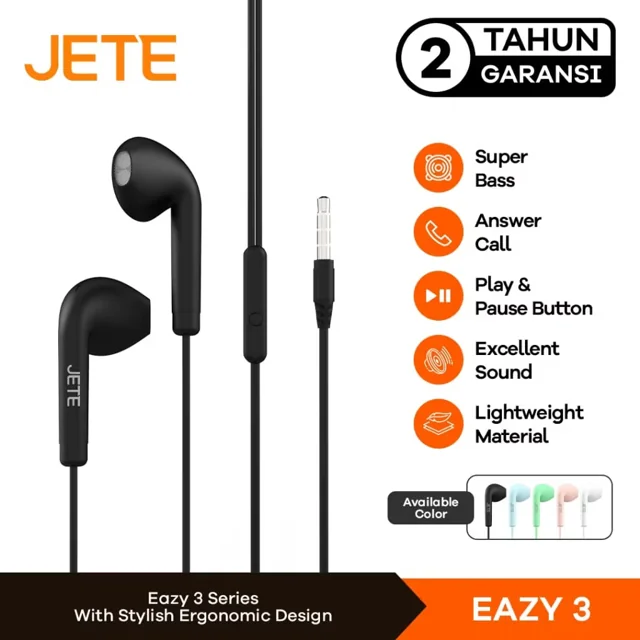 JETE
2 TAHUN
GARANSI
Super
Bass
Answer
Call
Play &
Pause Button
Excellent
Sound
Lightweight
Material
JETE
Available
Color
Eazy 3 Series
With Stylish Ergonomic Design
EAZY 3